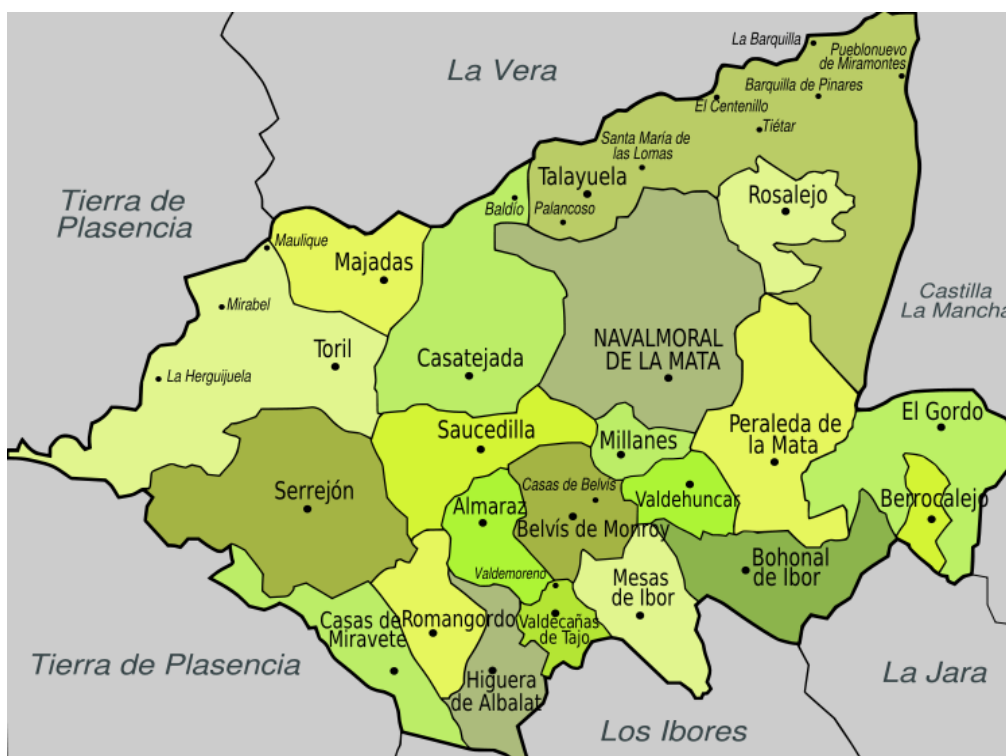 La Barquilla
Pueblonuevo
de Miramontes
La Vera
Barquilla de Pinares
El Centenillo
Tiétar
Santa María de
las Lomas
Talayuela
Rosalejo
Tierra de
Plasencia
Baldío
Palancoso
Maulique
Majadas
Mirabel
Castilla
La Mancha
Toril
Casatejada
NAVALMORAL
DE LA MATA
La Herguijuela
El Gordo
Saucedilla
Millanes
Peraleda de
la Mata
Serrejón
Casas de Belvís
Valdehuncar
Berrocalejo
Almaraz
Belvís de Monroy
Bohonal
de Ibor
Valdemoreno
Mesas
de Ibor
Casas de
Miravete
Romangordo
Valdecañas
de Tajo
Tierra de Plasencia
Higuera
de Albalat
La Jara
Los Ibores